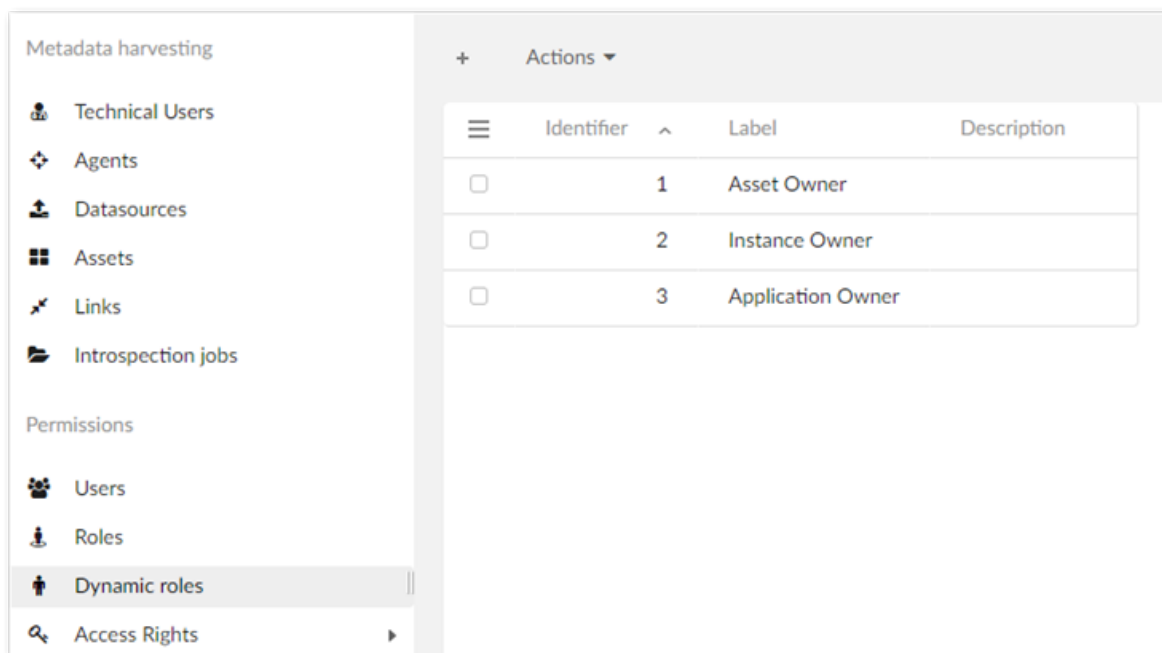 Metadata harvesting
Technical Users
Agents
Datasources
Assets
Links
Introspection jobs
Permissions
Users
Roles
Dynamic roles
Access Rights
+ Actions
Identifier Label Description
1 Asset Owner
2 Instance Owner
3 Application Owner